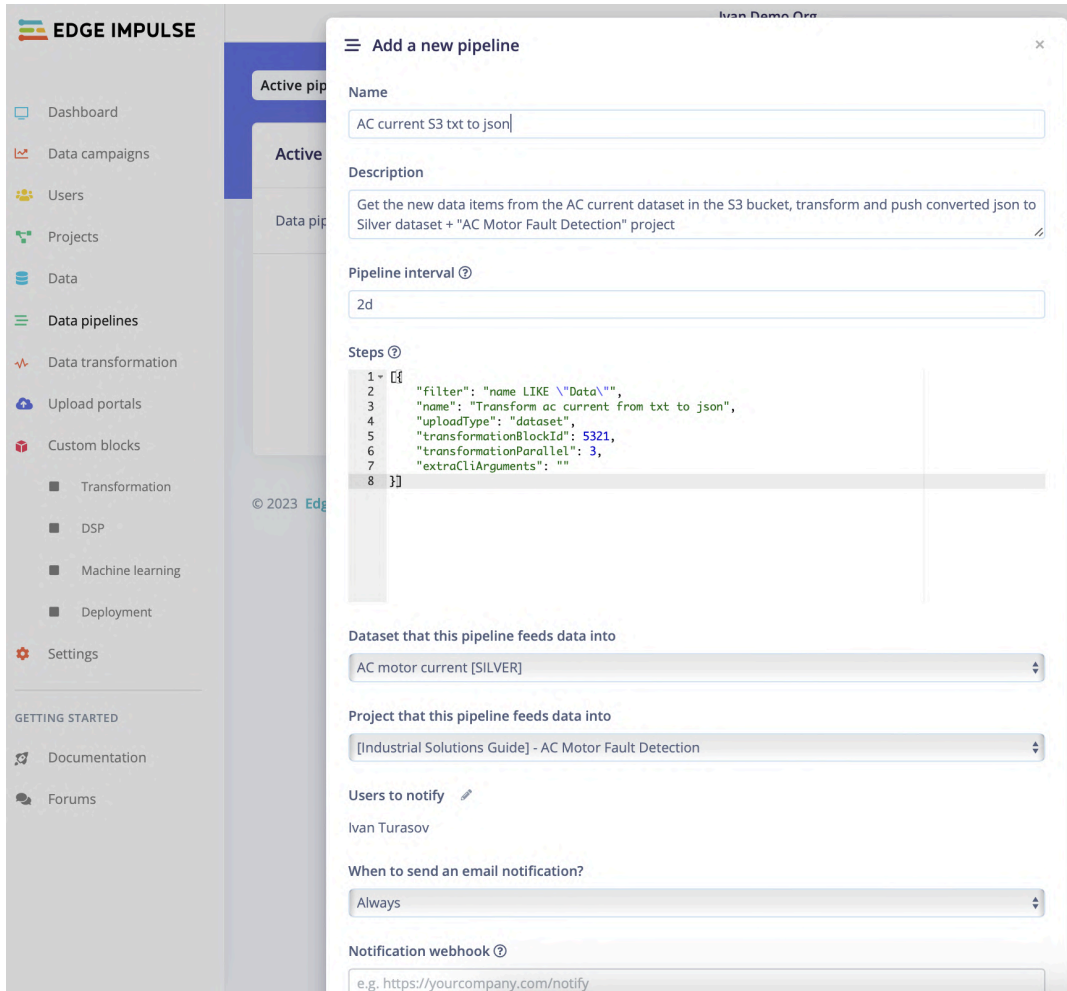 Ivan Demo Org
EDGE IMPULSE
Dashboard
Data campaigns
Users
Projects
Data
Data pipelines
Data transformation
Upload portals
Custom blocks
Transformation
DSP
Machine learning
Deployment
Settings
GETTING STARTED
Documentation
Forums
Active pip
Active
Data pip
© 2023 Edg
Add a new pipeline
×
Name
AC current S3 txt to json
Description
Get the new data items from the AC current dataset in the S3 bucket, transform and push converted json to
Silver dataset + "AC Motor Fault Detection" project
Pipeline interval
2d
Steps
1 [{
2 "filter": "name LIKE \"Data\"",
3 "name": "Transform ac current from txt to json",
4 "uploadType": "dataset",
5 "transformationBlockId": 5321,
6 "transformationParallel": 3,
7 "extraCliArguments": ""
8 }]
Dataset that this pipeline feeds data into
AC motor current [SILVER]
Project that this pipeline feeds data into
[Industrial Solutions Guide] - AC Motor Fault Detection
Users to notify
Ivan Turasov
When to send an email notification?
Always
Notification webhook
e.g. https://yourcompany.com/notify